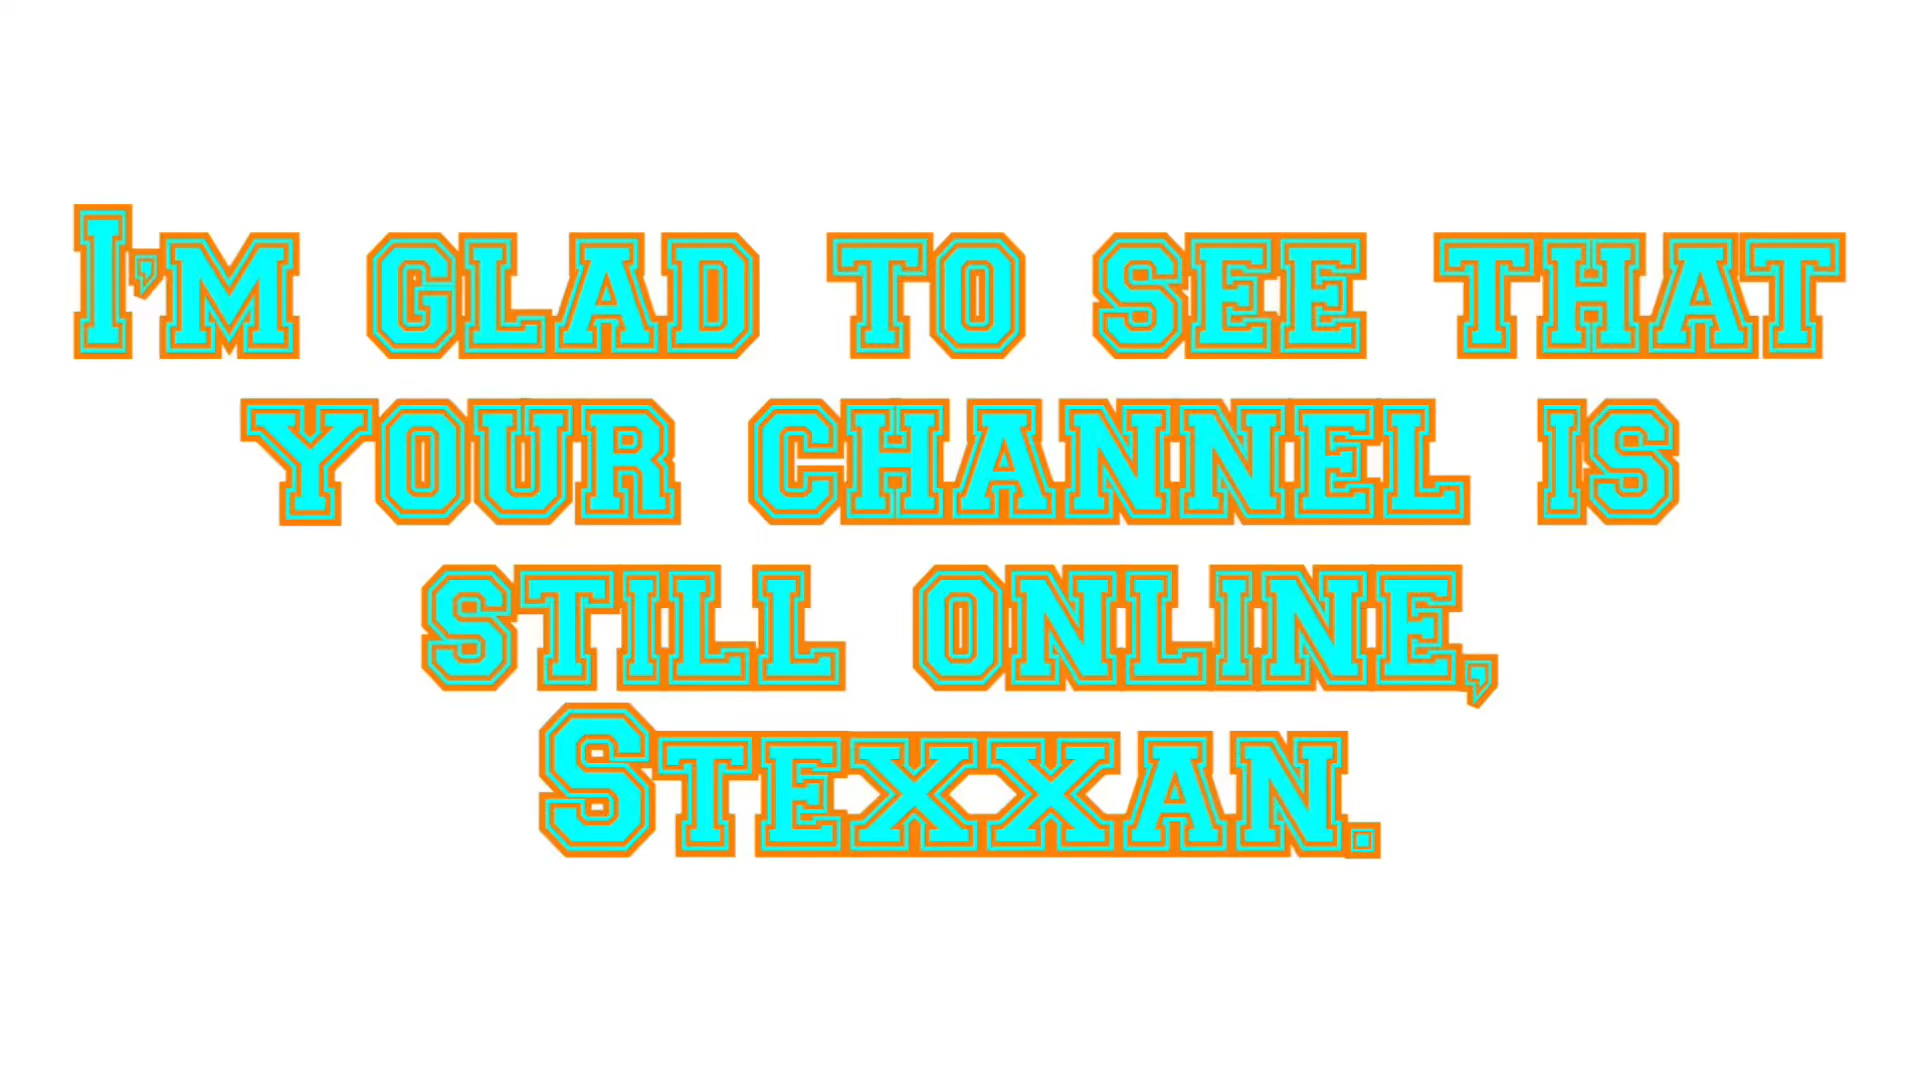 I'm glad to see that
your channel is
still online,
Stexxan.